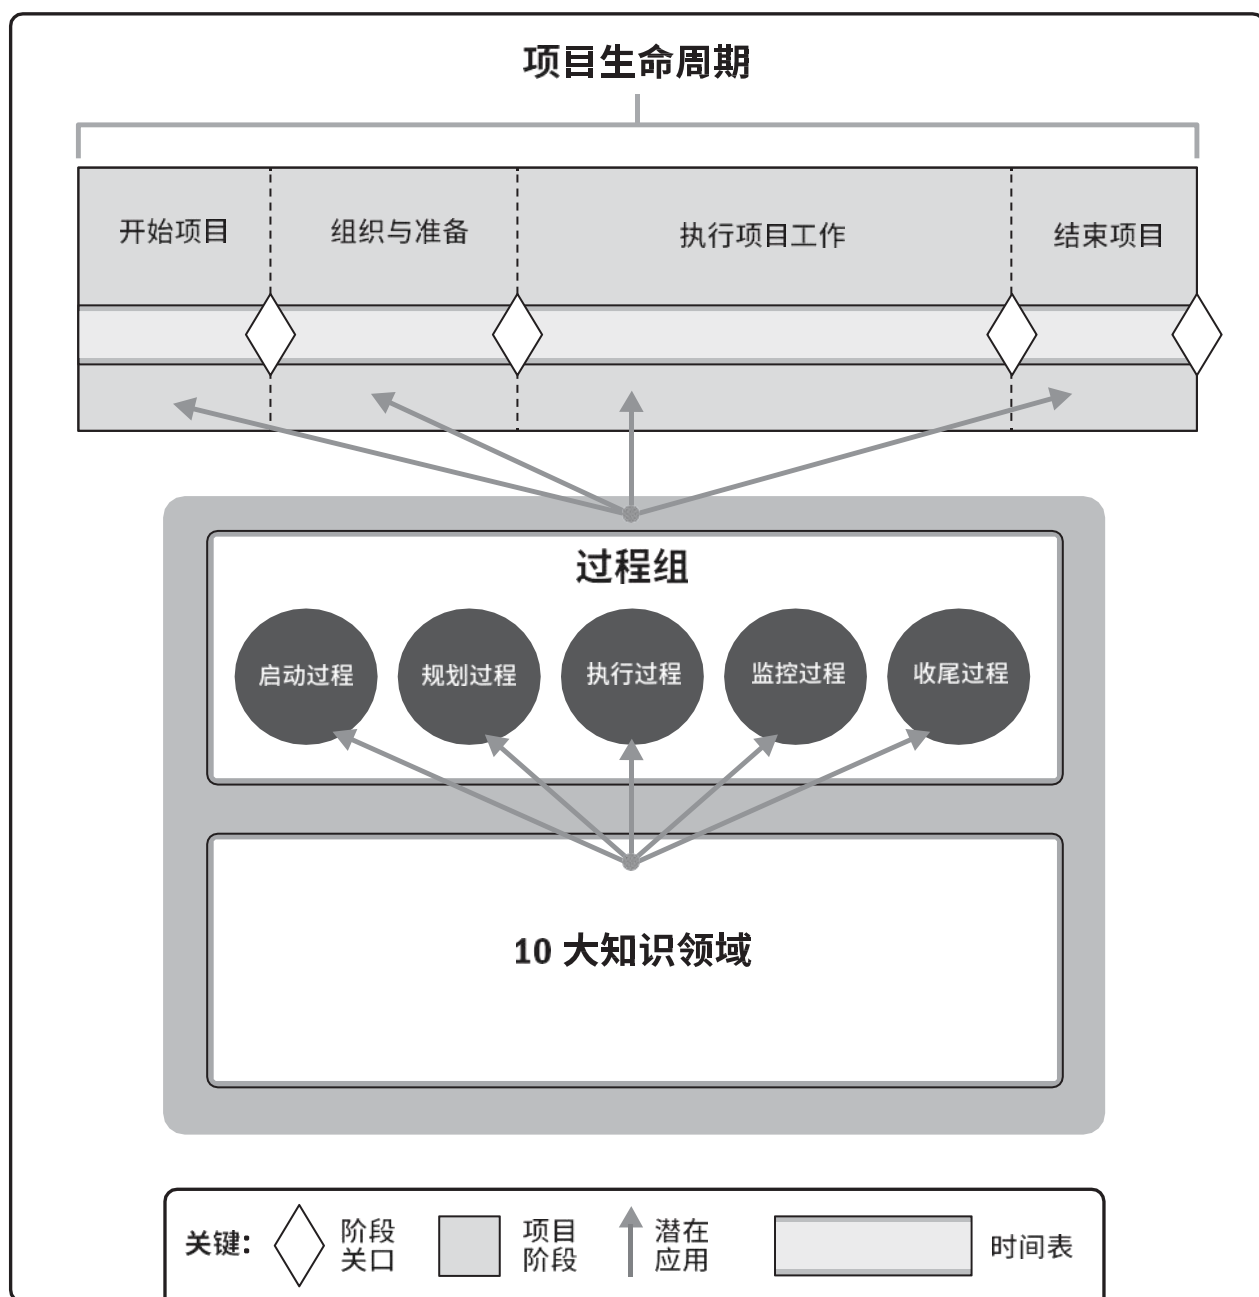 项目生命周期
开始项目
组织与准备
执行项目工作
结束项目
过程组
启动过程
规划过程
执行过程
监控过程
收尾过程
10 大知识领域
关键：
阶段
关口
项目
阶段
潜在
应用
时间表